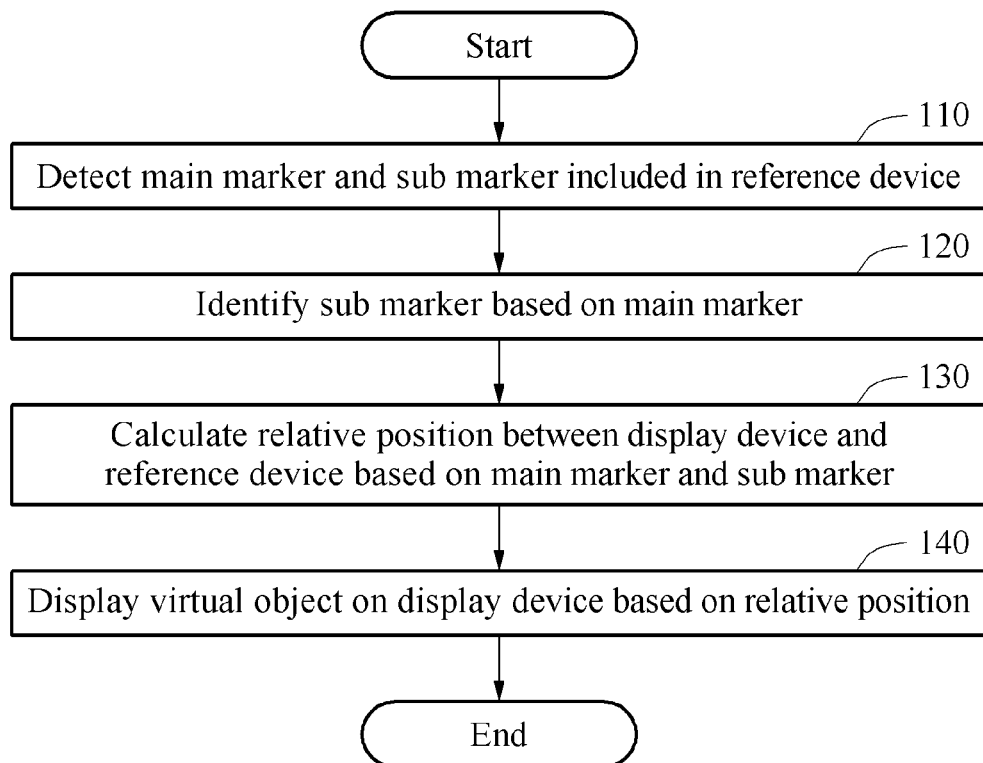 Start
110
Detect main marker and sub marker included in reference device
120
Identify sub marker based on main marker
130
Calculate relative position between display device and
reference device based on main marker and sub marker
140
Display virtual object on display device based on relative position
End